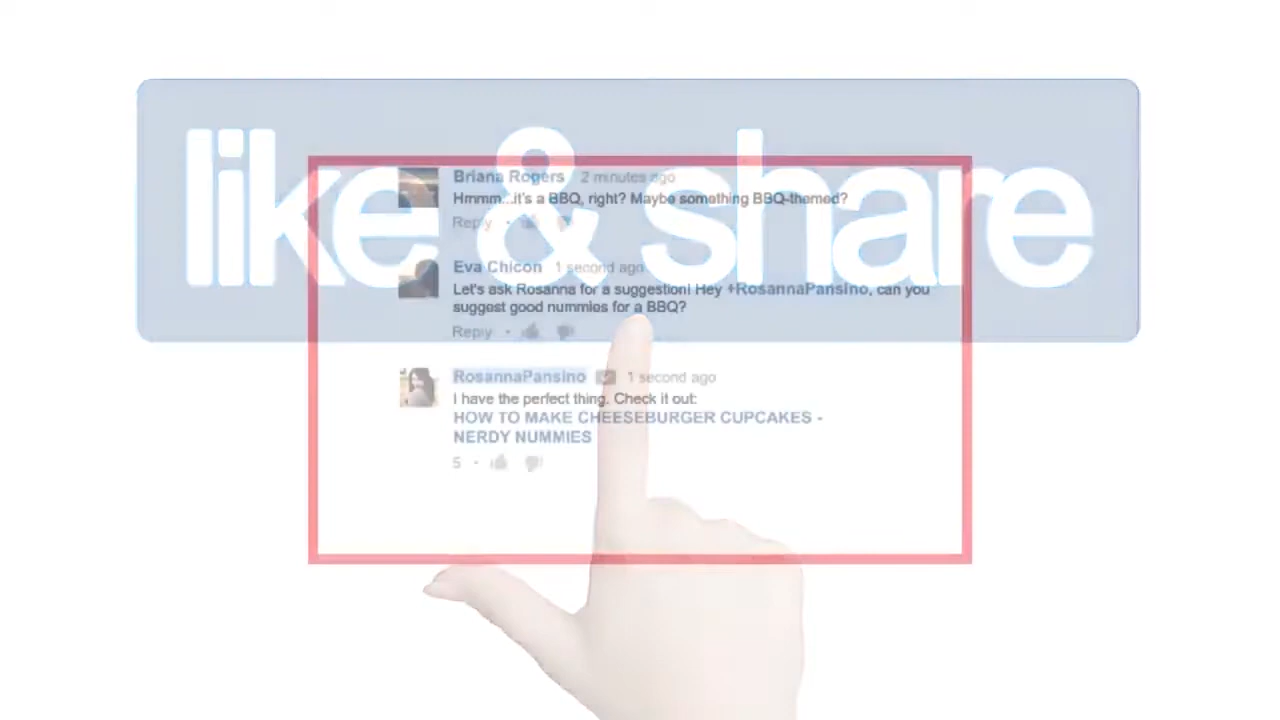 like & share
Briana Rogers 2 minutes ago
Hmmm...it's a BBQ, right? Maybe something BBQ-themed?
Reply
Eva Chicon 1 second ago
Let's ask Rosanna for a suggestion! Hey +RosannaPansino, can you
suggest good nummies for a BBQ?
Reply
RosannaPansino 1 second ago
I have the perfect thing. Check it out:
HOW TO MAKE CHEESEBURGER CUPCAKES -
NERDY NUMMIES
5